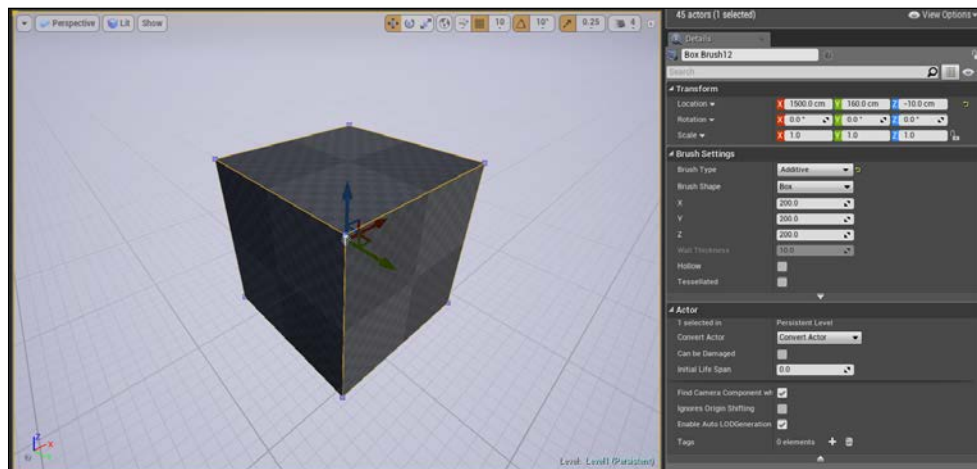 Perspective Lit Show 10 10° 0.25 4
45 actors (1 selected) View Options
Details
Box Brush12
Search
Transform
Location X 1500.0 cm Y 160.0 cm Z -10.0 cm
Rotation X 0.0° Y 0.0° Z 0.0°
Scale X 1.0 Y 1.0 Z 1.0
Brush Settings
Brush Type Additive
Brush Shape Box
X 200.0
Y 200.0
Z 200.0
Wall Thickness 10.0
Hollow
Tessellated
Actor
1 selected in Persistent Level
Convert Actor Convert Actor
Can be Damaged
Initial Life Span 0.0
Find Camera Component wh
Ignores Origin Shifting
Enable Auto LODGeneration
Tags 0 elements
Z
X
Level: Level1 (Persistent)